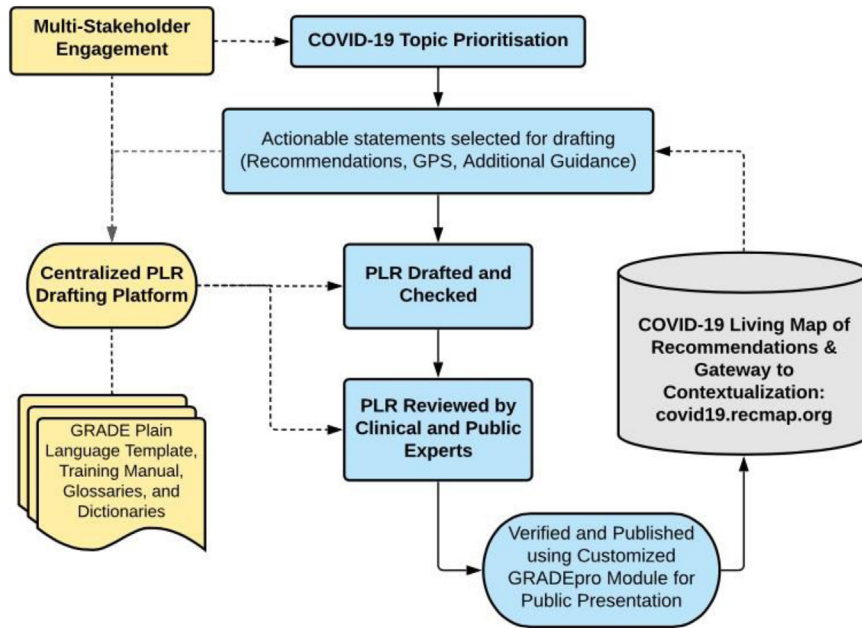 Multi-Stakeholder
Engagement
COVID-19 Topic Prioritisation
Actionable statements selected for drafting
(Recommendations, GPS, Additional Guidance)
Centralized PLR
Drafting Platform
PLR Drafted and
Checked
COVID-19 Living Map of
Recommendations &
Gateway to
Contextualization:
covid19.recmap.org
PLR Reviewed by
Clinical and Public
Experts
GRADE Plain
Language Template,
Training Manual,
Glossaries, and
Dictionaries
Verified and Published
using Customized
GRADEpro Module for
Public Presentation